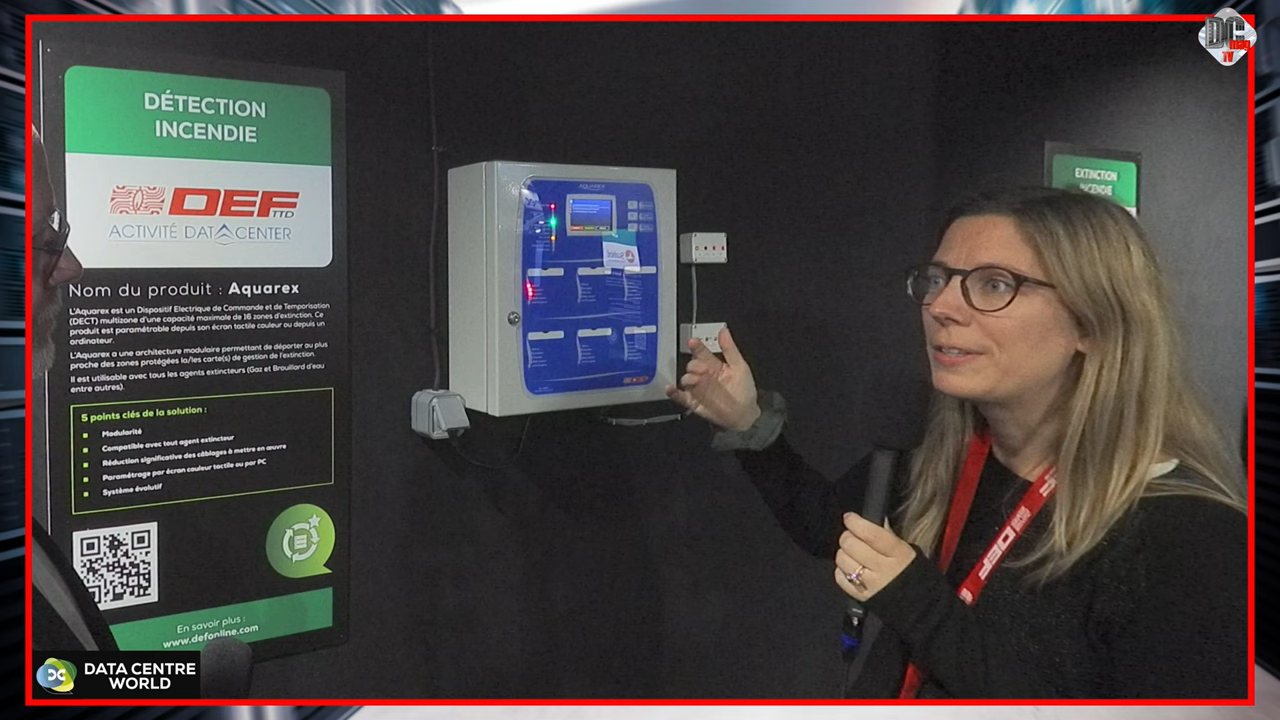 DC
mag
TV
DÉTECTION
INCENDIE
DEF
TTD
ACTIVITÉ DATACENTER
Nom du produit : Aquarex
L'Aquarex est un Dispositif Electrique de Commande et de Temporisation
(DECT) multizone d'une capacité maximale de 16 zones d'extinction. Ce
produit est paramétrable depuis son écran tactile couleur ou depuis un
ordinateur.
L'Aquarex a une architecture modulaire permettant de déporter au plus
proche des zones protégées la/les carte(s) de gestion de l'extinction.
Il est utilisable avec tous les agents extincteurs (Gaz et Brouillard d'eau
entre autres).
5 points clés de la solution :
Modularité
Compatible avec tout agent extincteur
Réduction significative des câblages à mettre en œuvre
Paramétrage par écran couleur tactile ou par PC
Système évolutif
En savoir plus :
www.defonline.com
AQUAREX
EXTINCTION
INCENDIE
DEF
DC
DATA CENTRE
WORLD